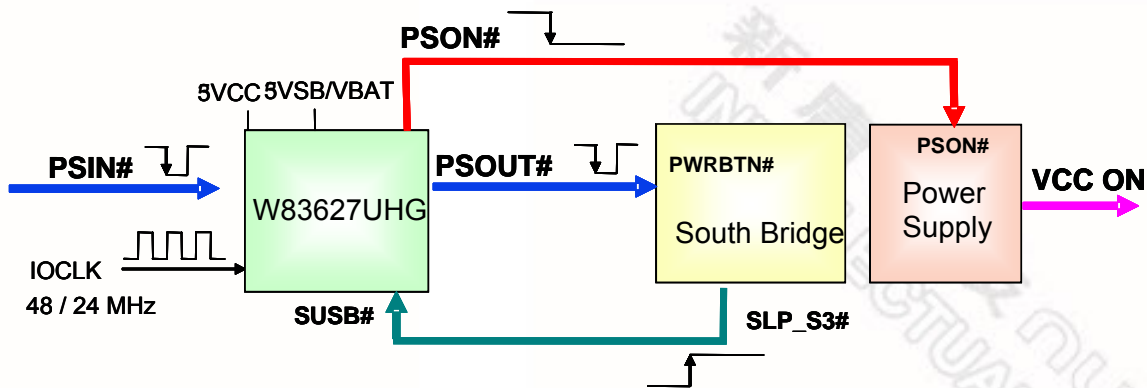 PSON#
5VCC 5VSB/VBAT
PSIN#
PSOUT#
PWRBTN#
PSON#
VCC ON
W83627UHG
South Bridge
Power
Supply
IOCLK
48 / 24 MHz
SUSB#
SLP_S3#
新